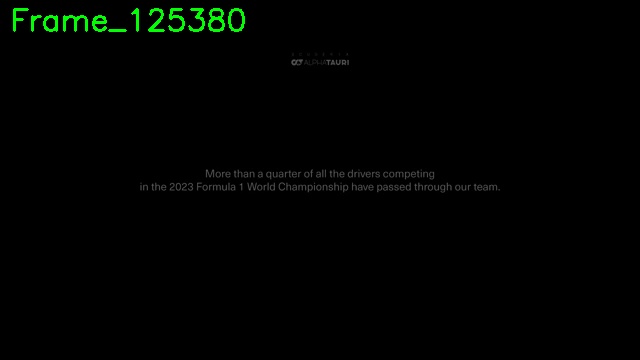 Frame_125380
ALPHATAURI
More than a quarter of all the drivers competing
in the 2023 Formula 1 World Championship have passed through our team.